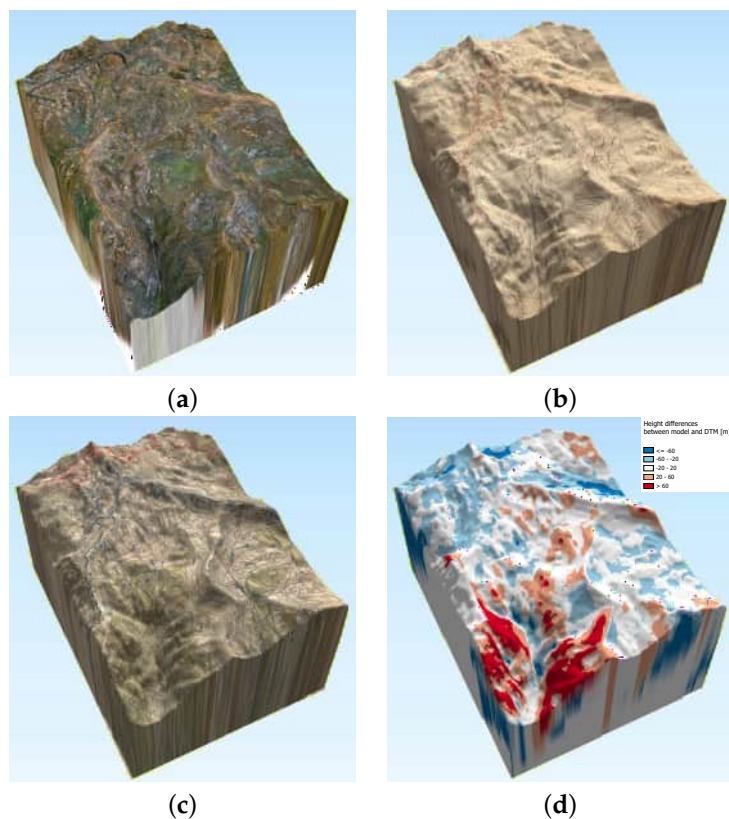 (a)
(b)
Height differences
between model and DTM [m]
<= -60
-60 - -20
-20 - 20
20 - 60
> 60
(c)
(d)